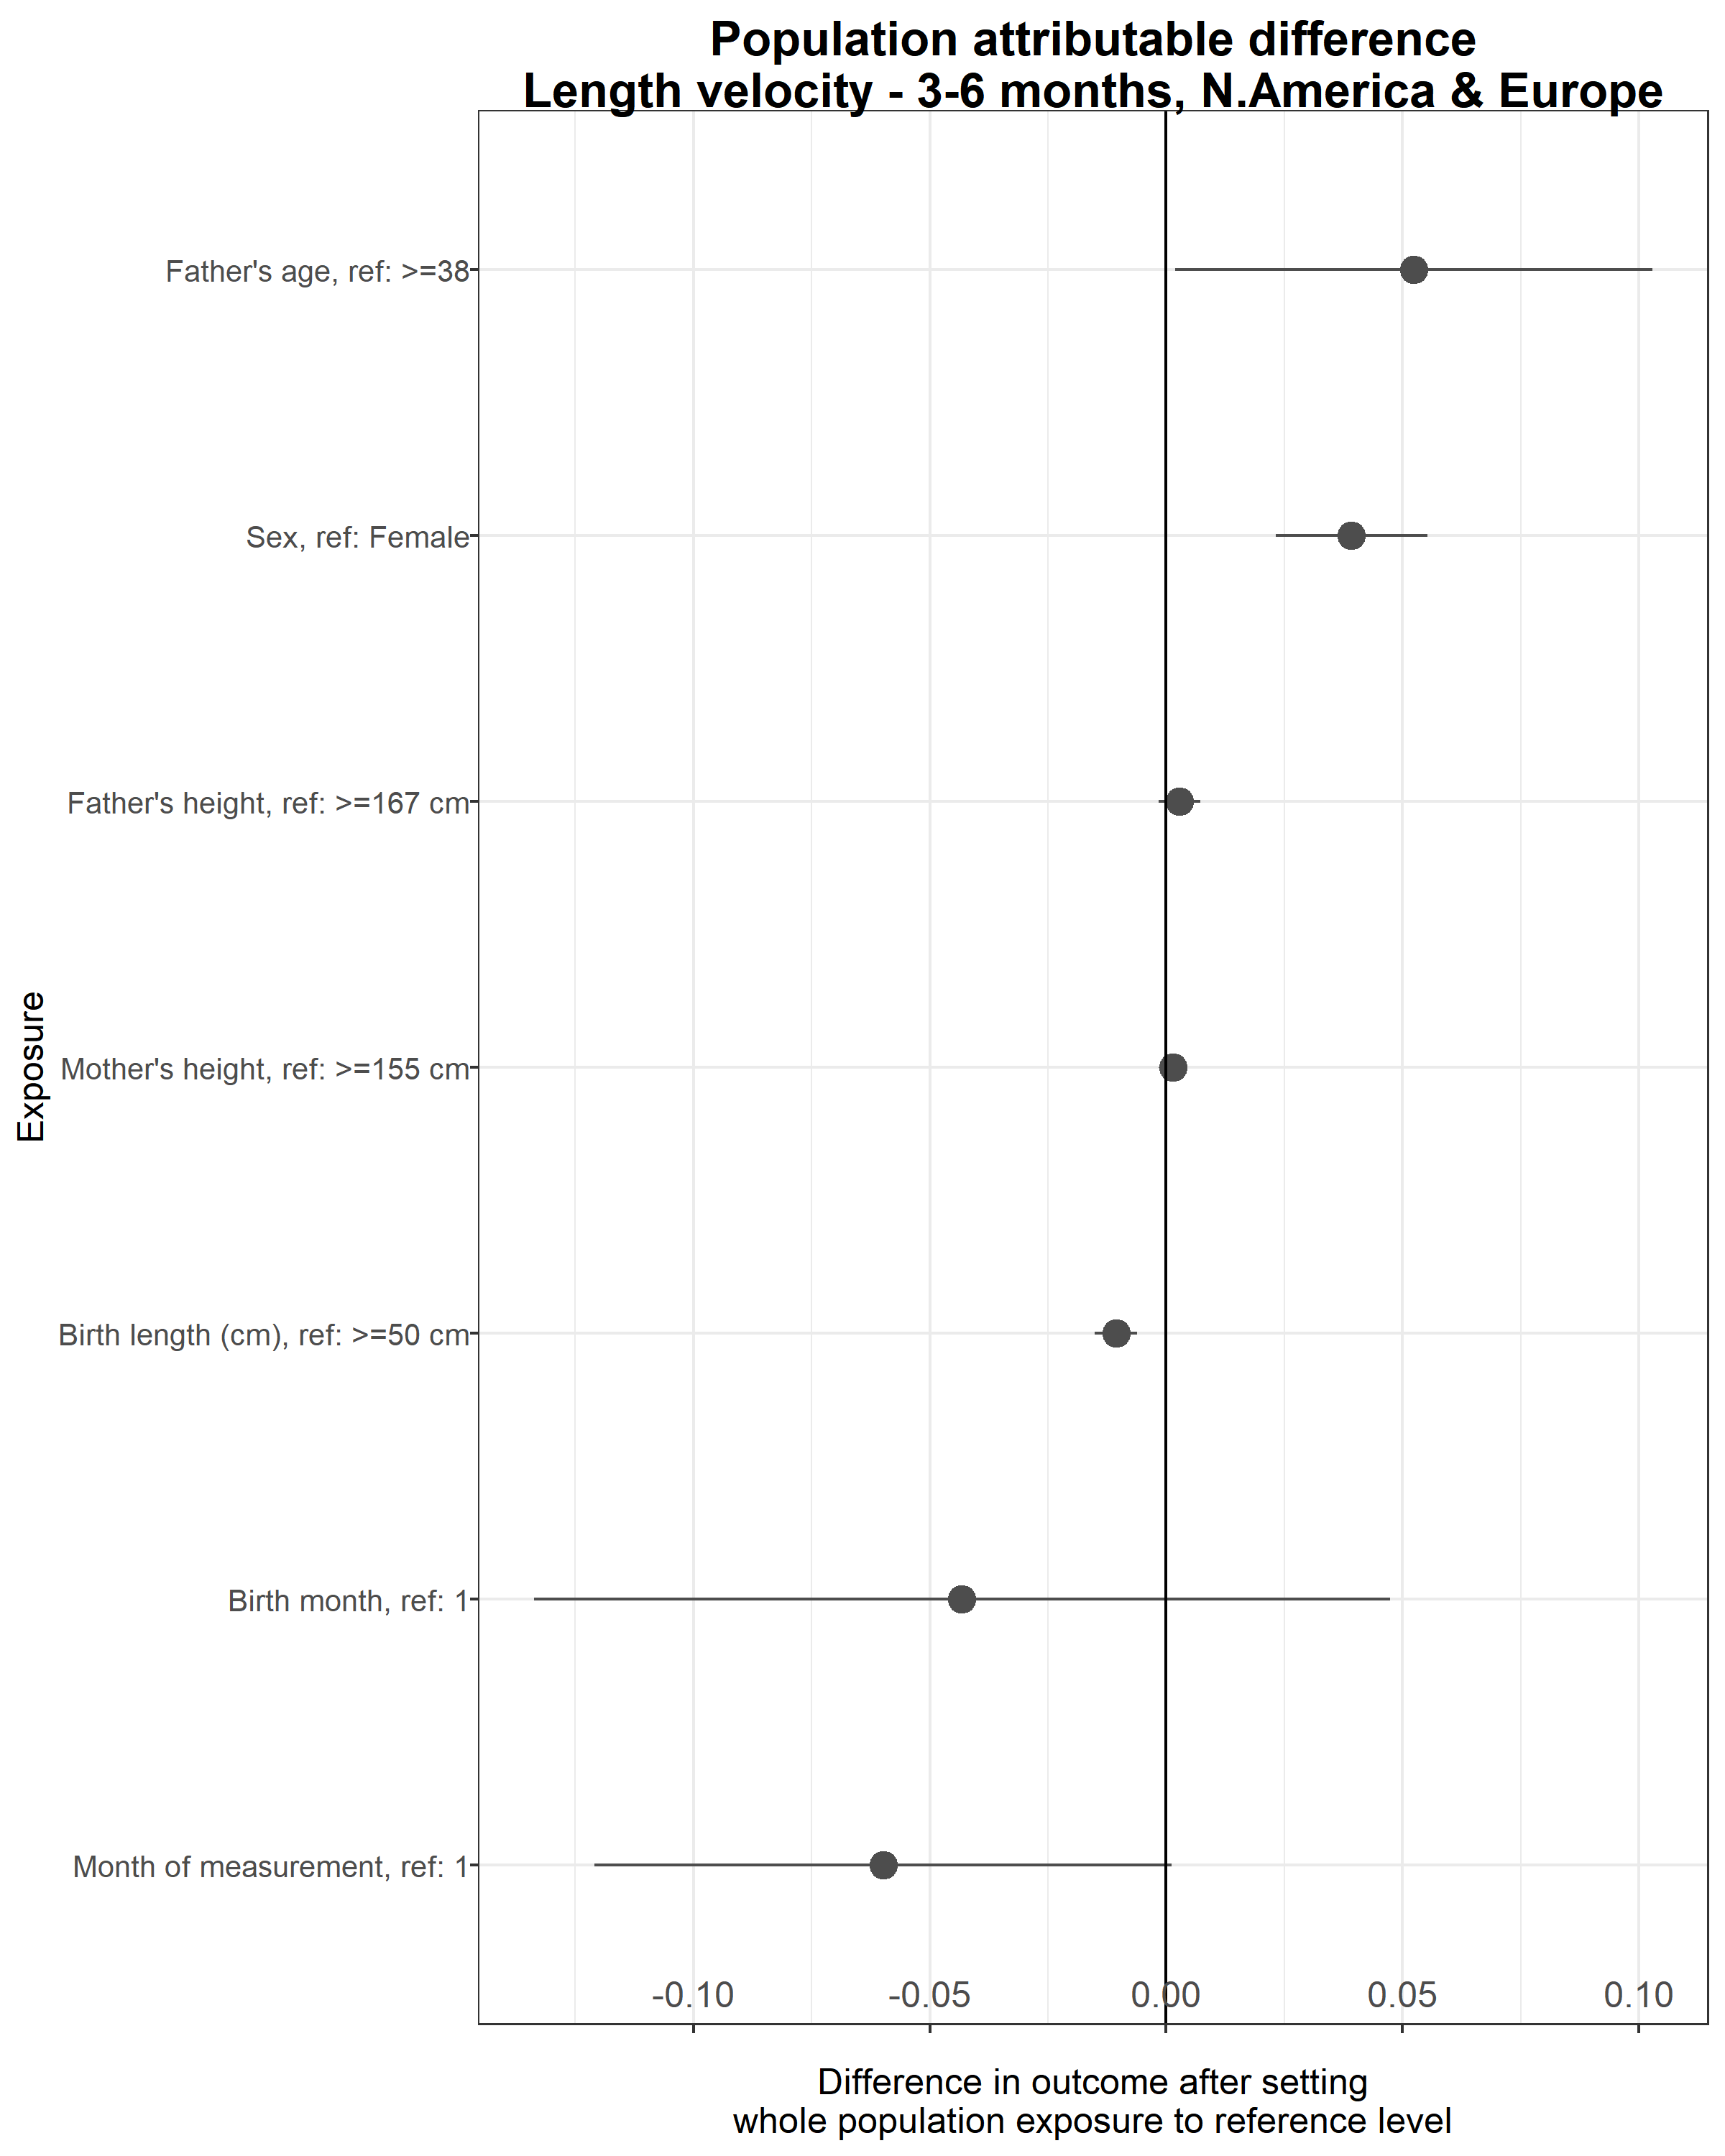 Population attributable difference
Length velocity - 3-6 months, N.America & Europe
Father's age, ref: >=38
Sex, ref: Female
Father's height, ref: >=167 cm
Mother's height, ref: >=155 cm
Birth length (cm), ref: >=50 cm
Birth month, ref: 1
Month of measurement, ref: 1
Exposure
-0.10 -0.05 0.00 0.05 0.10
Difference in outcome after setting
whole population exposure to reference level